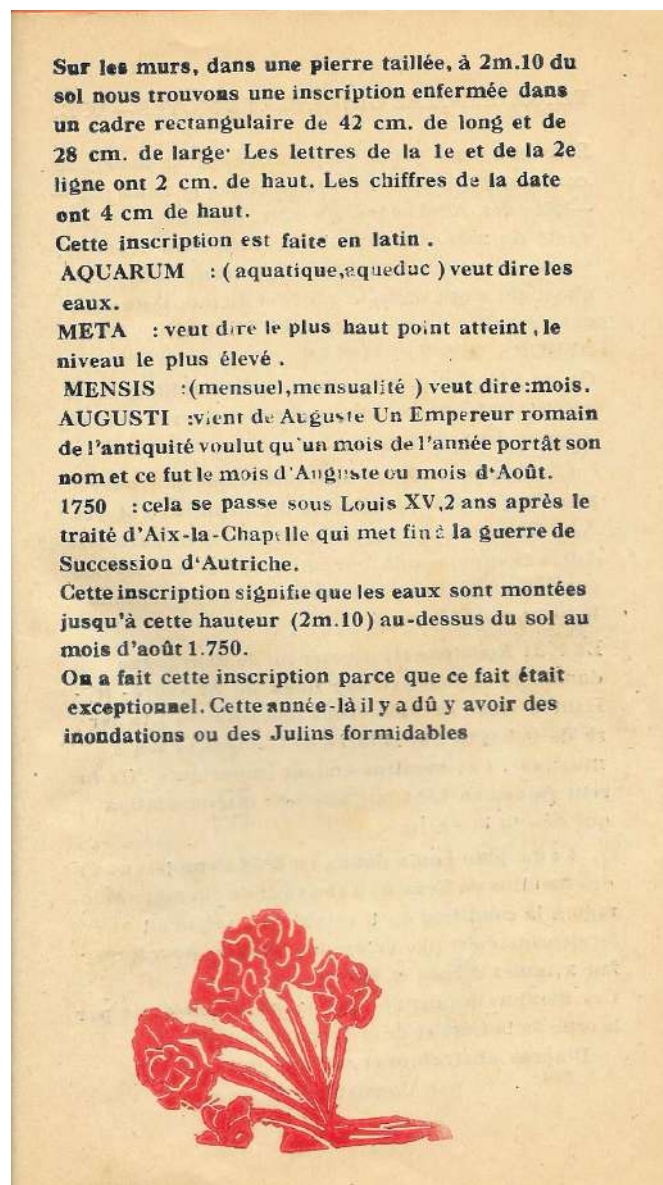 Sur les murs, dans une pierre taillée, à 2m.10 du
sol nous trouvons une inscription enfermée dans
un cadre rectangulaire de 42 cm. de long et de
28 cm. de large· Les lettres de la 1e et de la 2e
ligne ont 2 cm. de haut. Les chiffres de la date
ont 4 cm de haut.
Cette inscription est faite en latin .
AQUARUM : ( aquatique,aqueduc ) veut dire les
eaux.
META : veut dire le plus haut point atteint , le
niveau le plus élevé .
MENSIS :(mensuel,mensualité ) veut dire :mois.
AUGUSTI :vient de Auguste Un Empereur romain
de l'antiquité voulut qu'un mois de l'année portât son
nom et ce fut le mois d'Auguste ou mois d'Août.
1750 : cela se passe sous Louis XV,2 ans après le
traité d'Aix-la-Chapelle qui met fin à la guerre de
Succession d'Autriche.
Cette inscription signifie que les eaux sont montées
jusqu'à cette hauteur (2m.10) au-dessus du sol au
mois d'août 1.750.
On a fait cette inscription parce que ce fait était
exceptionnel. Cette année-là il y a dû y avoir des
inondations ou des Julins formidables